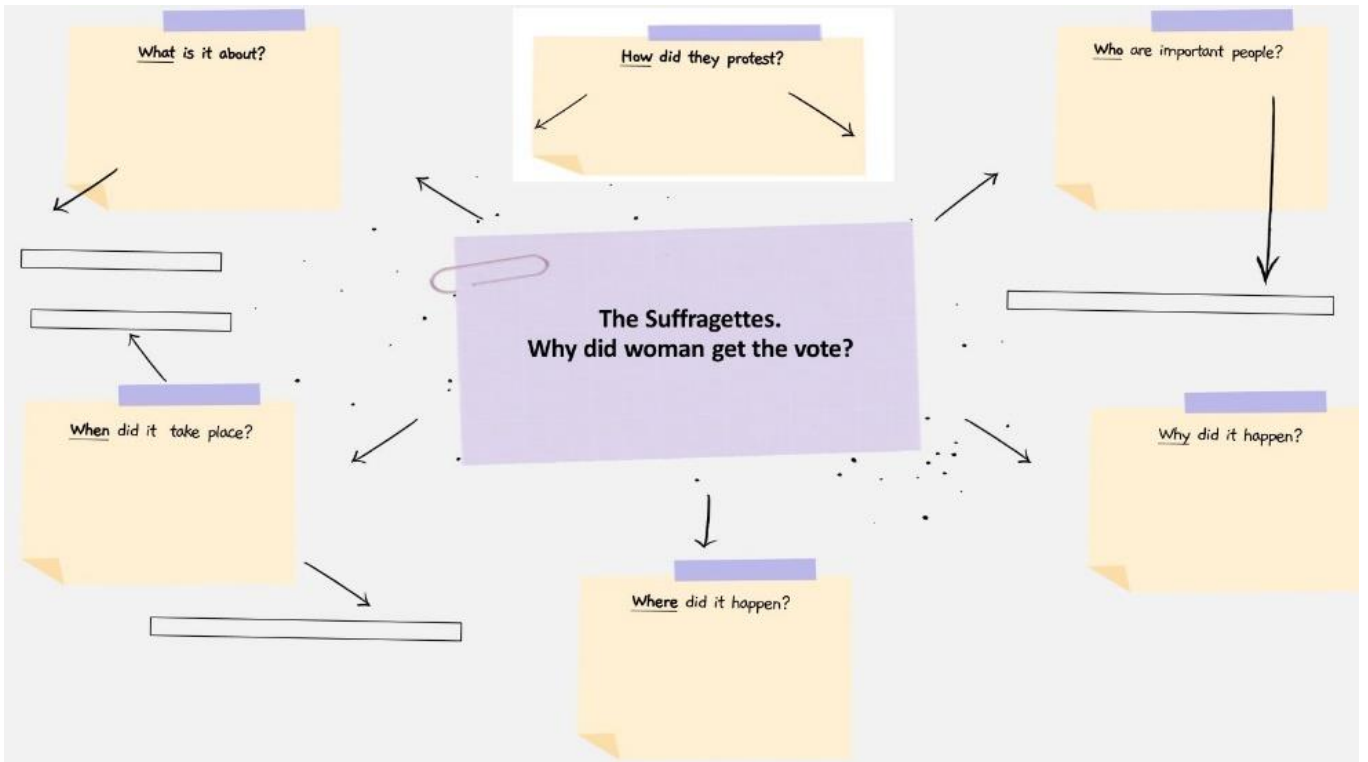 What is it about?
How did they protest?
Who are important people?
The Suffragettes.
Why did woman get the vote?
When did it take place?
Why did it happen?
Where did it happen?